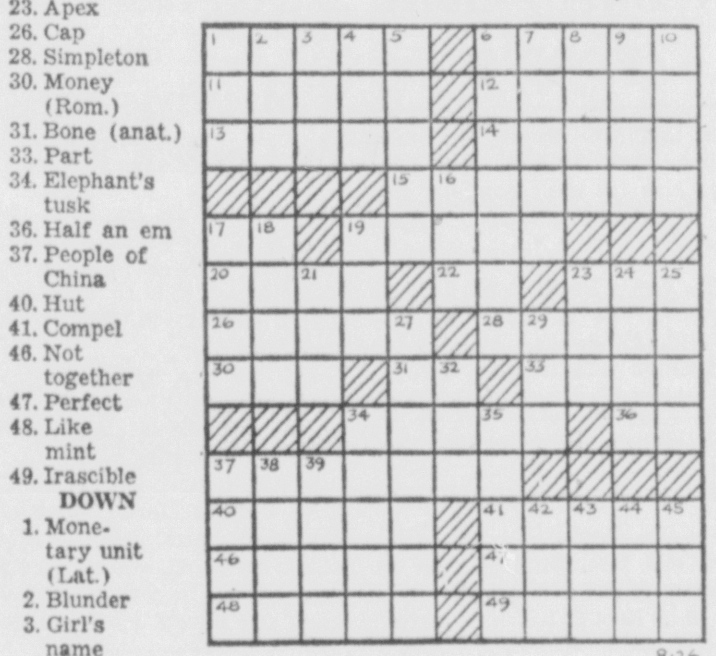 23. Apex
26. Cap
28. Simpleton
30. Money
(Rom.)
31. Bone (anat.)
33. Part
34. Elephant's
tusk
36. Half an em
37. People of
China
40. Hut
41. Compel
46. Not
together
47. Perfect
48. Like
mint
49. Irascible
DOWN
1. Mone-
tary unit
(Lat.)
2. Blunder
3. Girl's
name
1 2 3 4 5 6 7 8 9 10
11 12
13 14
15 16
17 18 19
20 21 22 23 24 25
26 27 28 29
30 31 32 33
34 35 36
37 38 39
40 41 42 43 44 45
46 47
48 49
8-26